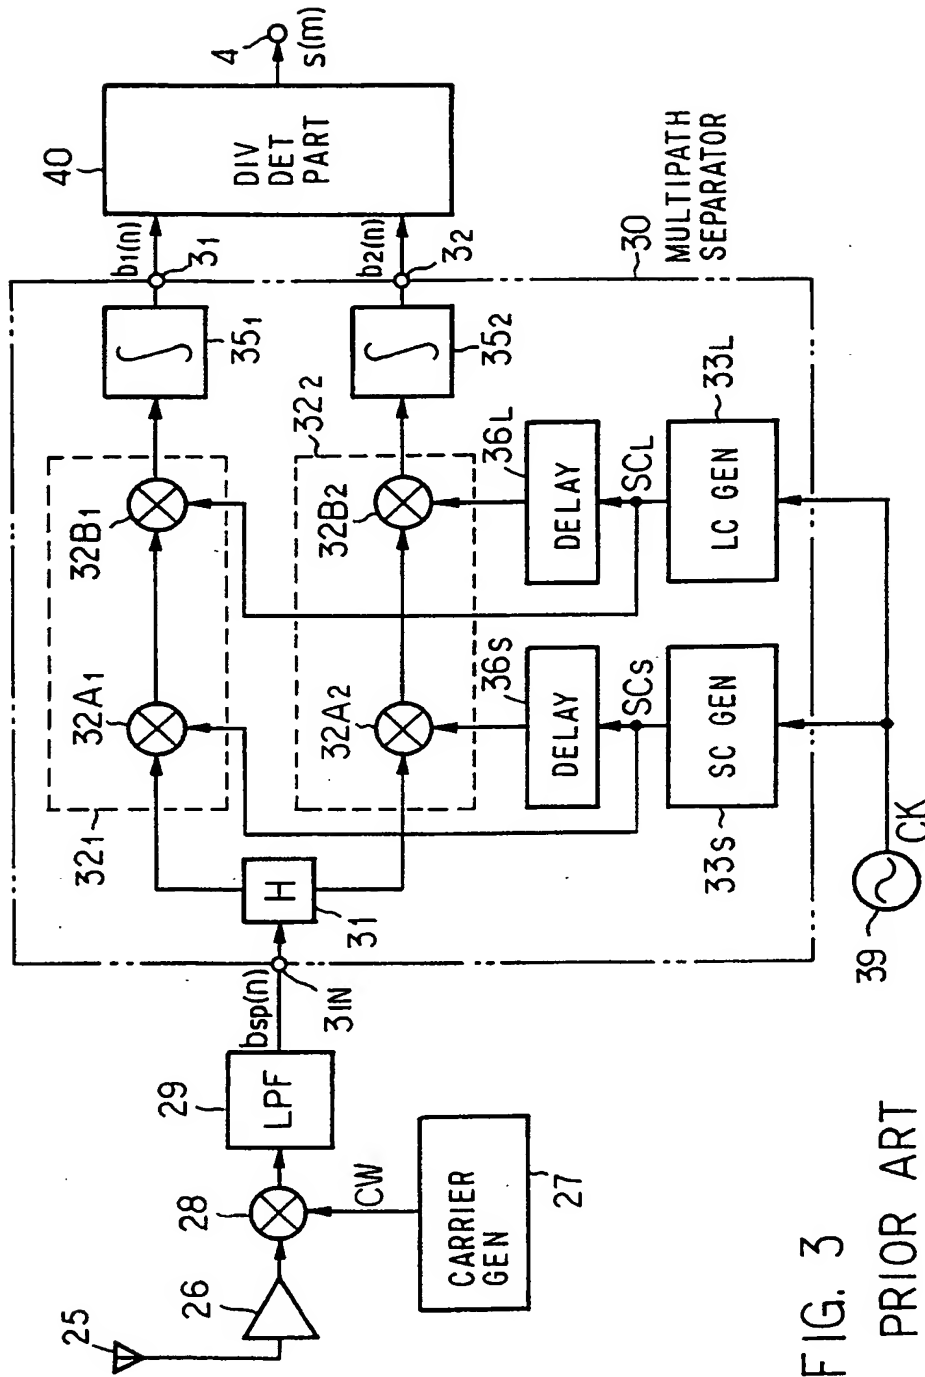 25
26
28
CW
CARRIER
GEN
27
29
LPF
bsp(n)
3IN
H
31
321
32A1
32B1
351
b1(n)
31
322
32A2
32B2
352
b2(n)
32
40
DIV
DET
PART
4
s(m)
DELAY
36S
SCS
SC GEN
33S
DELAY
36L
SCL
LC GEN
33L
30
MULTIPATH
SEPARATOR
39
CK
FIG. 3
PRIOR ART